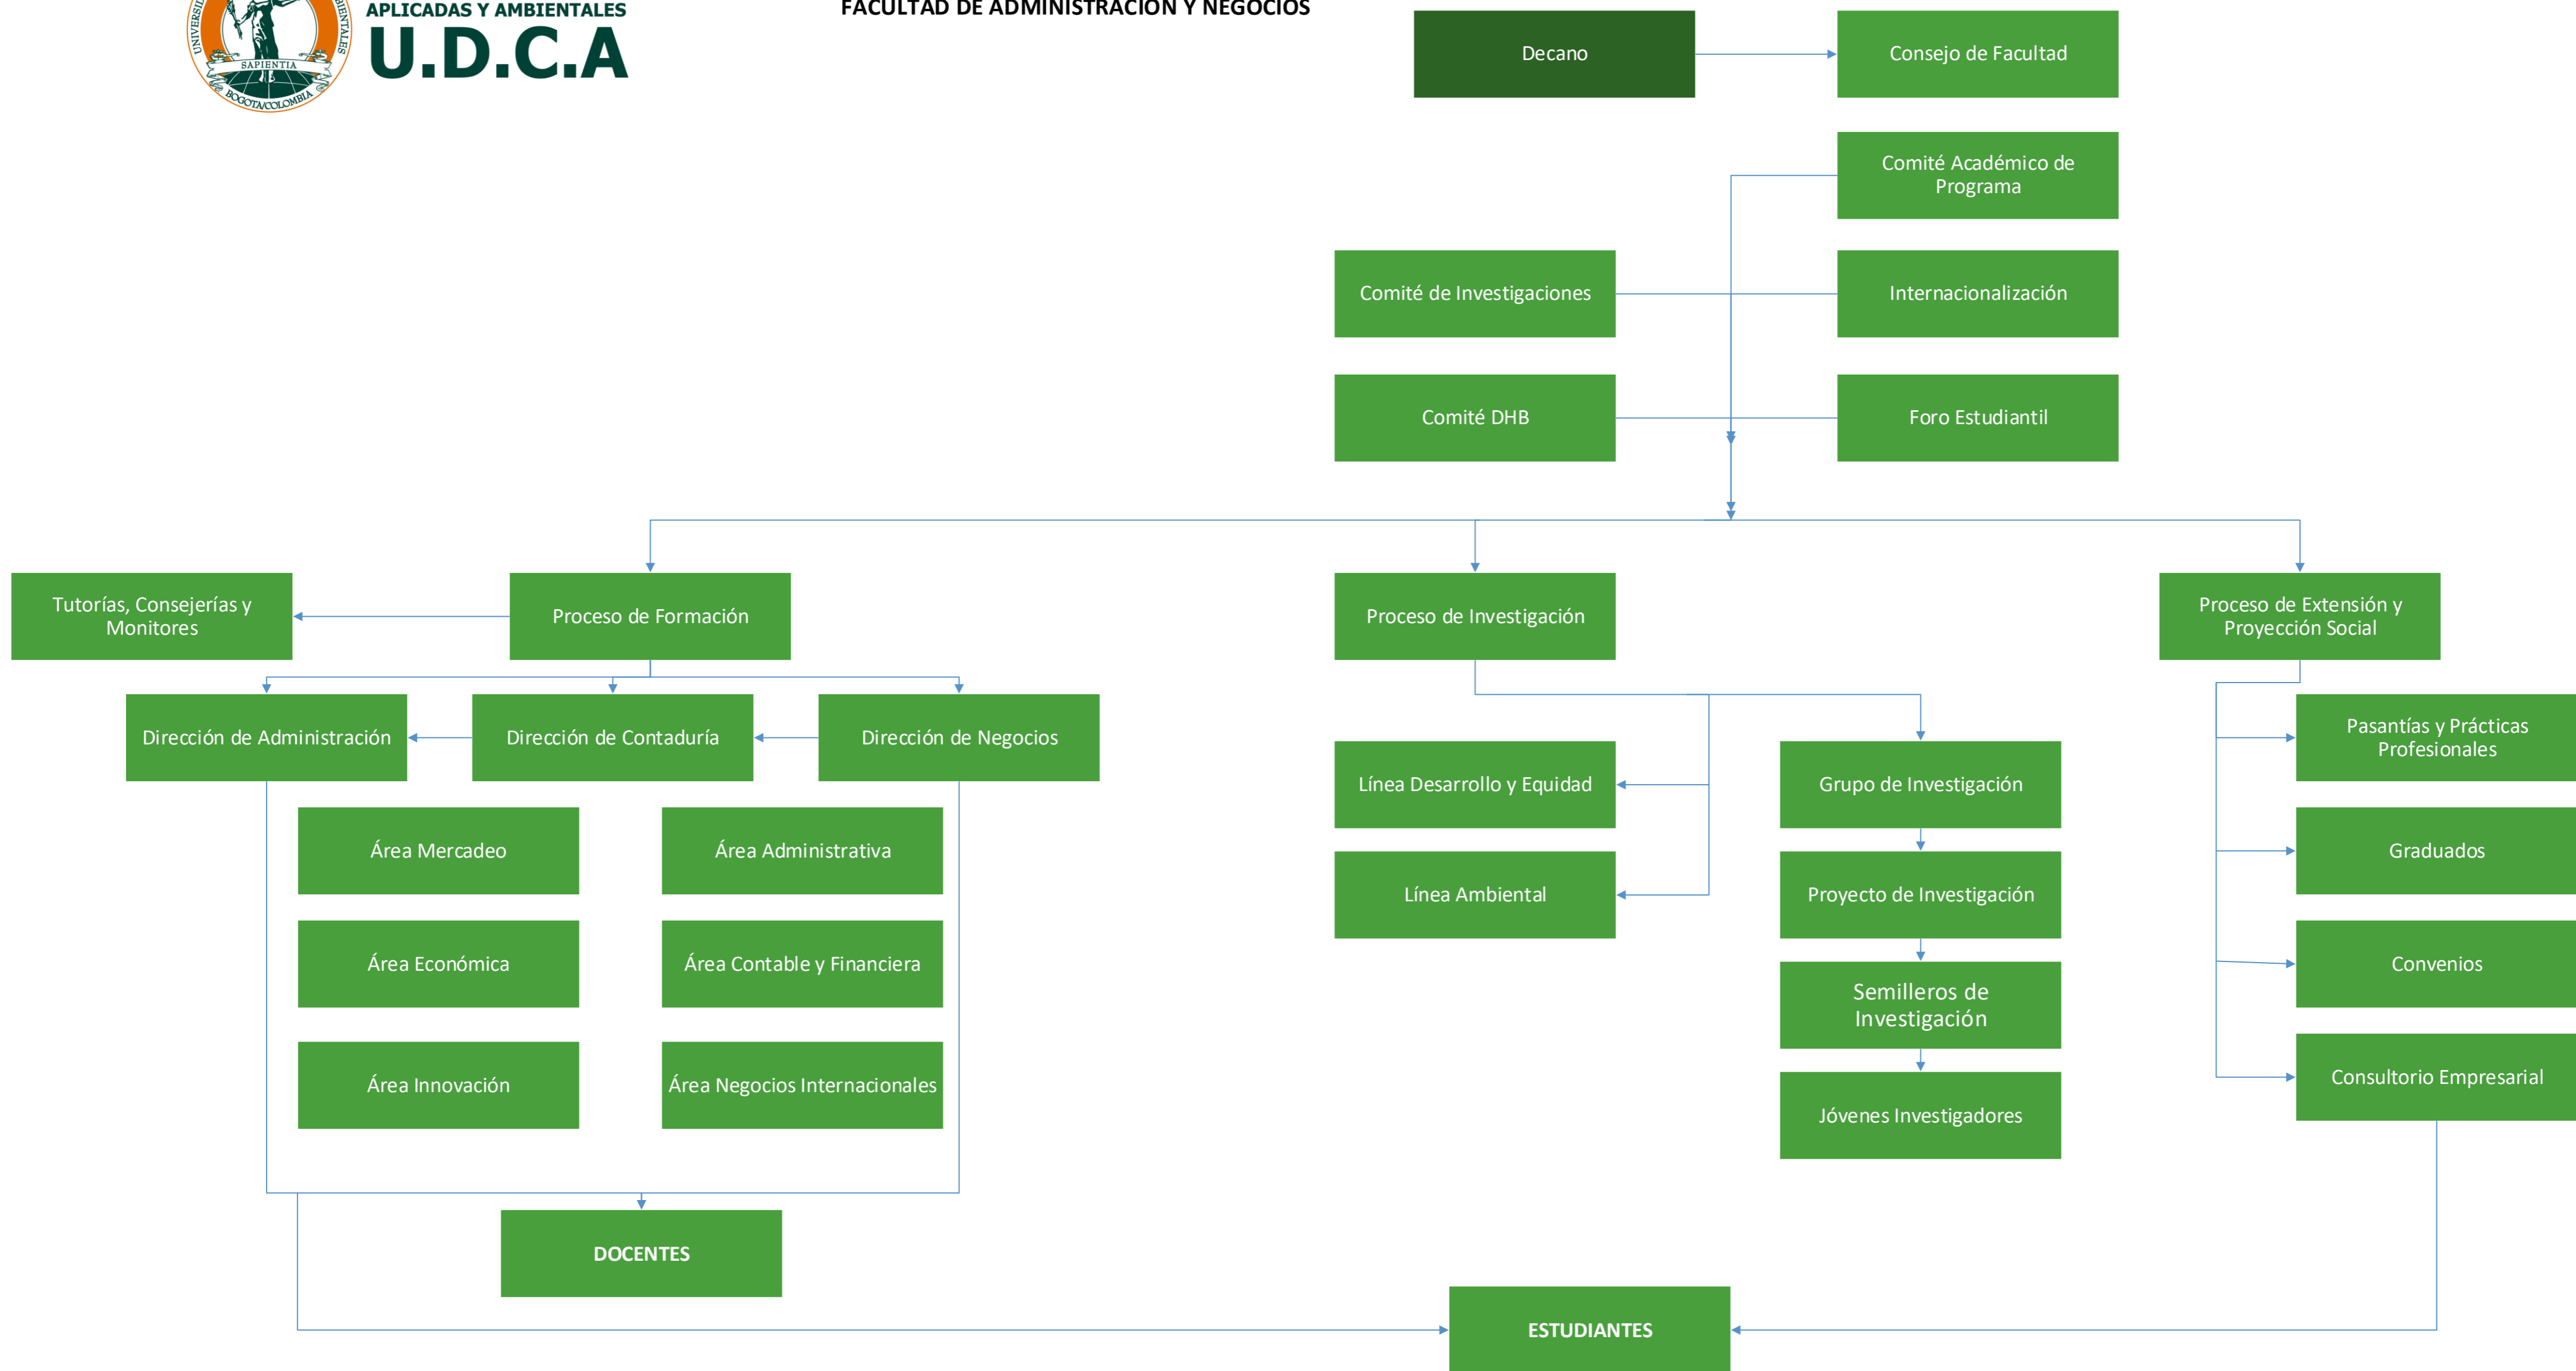 APLICADAS Y AMBIENTALES
U.D.C.A
SAPIENTIA
BOGOTA/COLOMBIA
FACULTAD DE ADMINISTRACIÓN Y NEGOCIOS
Decano
Consejo de Facultad
Comité Académico de
Programa
Comité de Investigaciones
Internacionalización
Comité DHB
Foro Estudiantil
Tutorías, Consejerías y
Monitores
Proceso de Formación
Proceso de Investigación
Proceso de Extensión y
Proyección Social
Dirección de Administración
Dirección de Contaduría
Dirección de Negocios
Pasantías y Prácticas
Profesionales
Línea Desarrollo y Equidad
Grupo de Investigación
Área Mercadeo
Área Administrativa
Graduados
Línea Ambiental
Proyecto de Investigación
Área Económica
Área Contable y Financiera
Convenios
Semilleros de
Investigación
Área Innovación
Área Negocios Internacionales
Consultorio Empresarial
Jóvenes Investigadores
DOCENTES
ESTUDIANTES